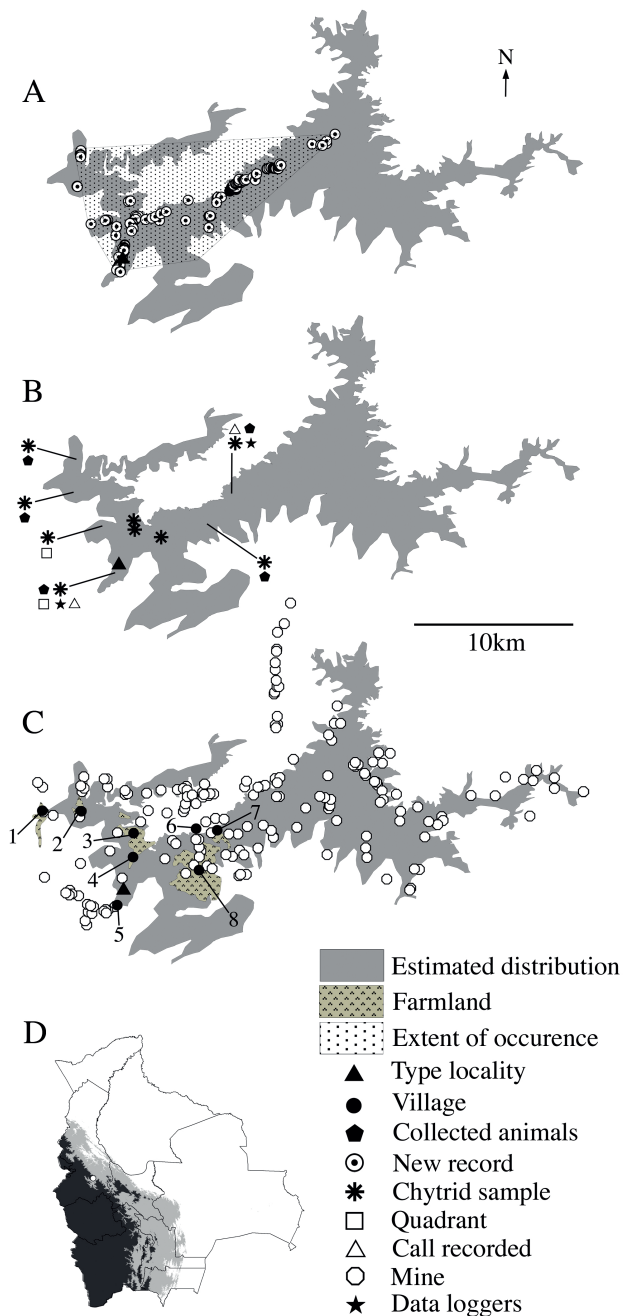 N
A
B
10km
C
1
2
3
4
5
6
7
8
Estimated distribution
Farmland
Extent of occurence
D
Type locality
Village
Collected animals
New record
Chytrid sample
Quadrant
Call recorded
Mine
Data loggers